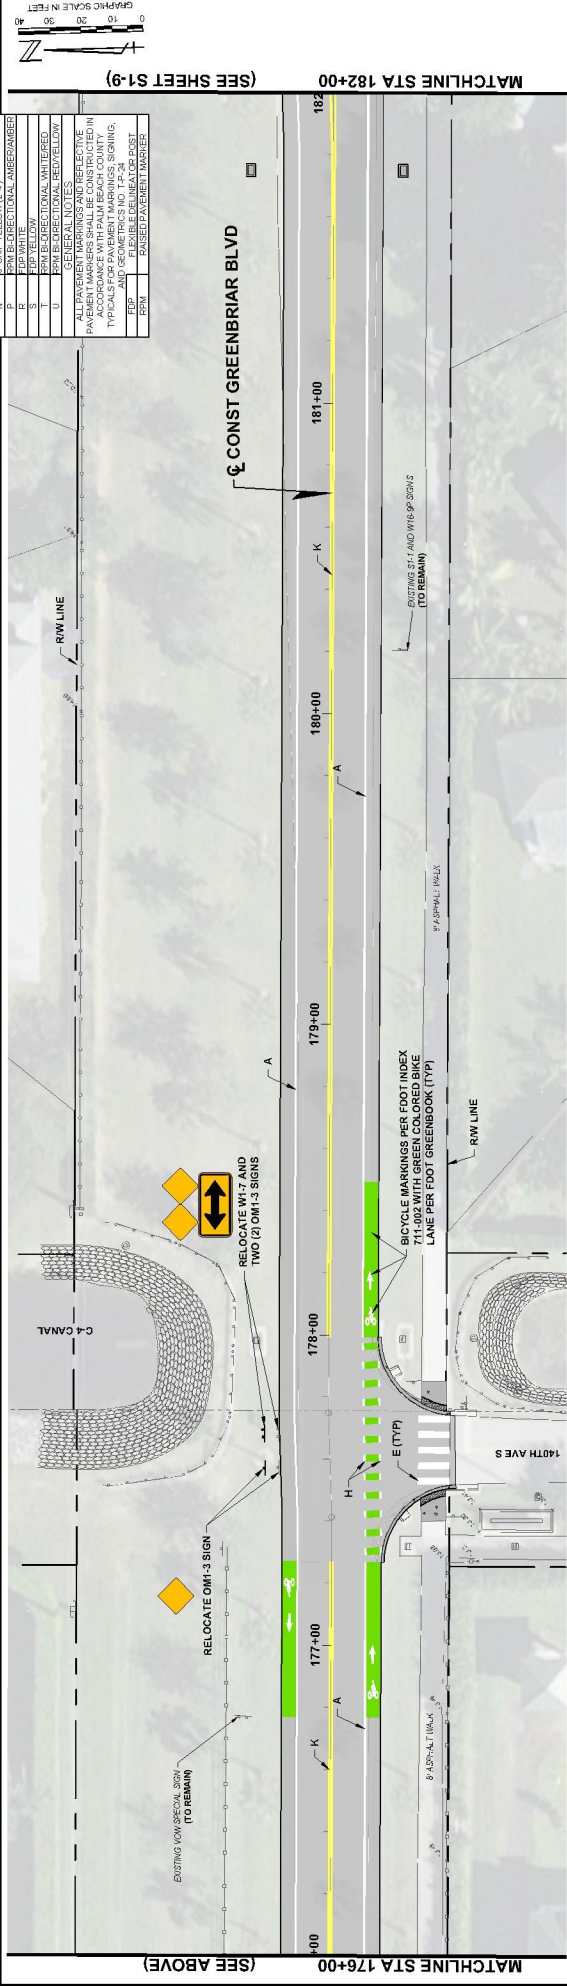 GRAPHIC SCALE IN FEET
0 10 20 30 40
P RPM BI-DIRECTIONAL AMBER/AMBER
R FDP WHITE
S FDP YELLOW
T RPM BI-DIRECTIONAL WHITE/RED
U RPM BI-DIRECTIONAL RED/YELLOW
GENERAL NOTES
ALL PAVEMENT MARKINGS AND REFLECTIVE
PAVEMENT MARKERS SHALL BE CONSTRUCTED IN
ACCORDANCE WITH PALM BEACH COUNTY
TYPICALS FOR PAVEMENT MARKINGS, SIGNING,
AND GEOMETRICS NO. T-P-24
FDP FLEXIBLE DELINEATOR POST
RPM RAISED PAVEMENT MARKER
MATCHLINE STA 182+00
(SEE SHEET S1-9)
MATCHLINE STA 176+00
(SEE ABOVE)
EXISTING VOW SPECIAL SIGN
(TO REMAIN)
RELOCATE OM1-3 SIGN
C-4 CANAL
RELOCATE W1-7 AND
TWO (2) OM1-3 SIGNS
R/W LINE
℄ CONST GREENBRIAR BLVD
+00
177+00
178+00
179+00
180+00
181+00
182
K
A
H
E (TYP)
A
A
K
8' ASPHALT WALK
140TH AVE S
BICYCLE MARKINGS PER FDOT INDEX
711-002 WITH GREEN COLORED BIKE
LANE PER FDOT GREENBOOK (TYP)
R/W LINE
8' ASPHALT WALK
EXISTING S1-1 AND W16-9P SIGNS
(TO REMAIN)